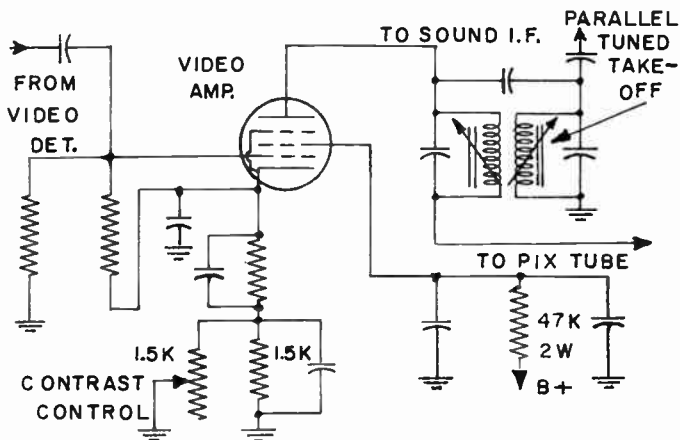 FROM
VIDEO
DET.
VIDEO
AMP.
TO SOUND I.F.
PARALLEL
TUNED
TAKE-
OFF
TO PIX TUBE
47K
2W
B+
1.5K
1.5K
CONTRAST
CONTROL